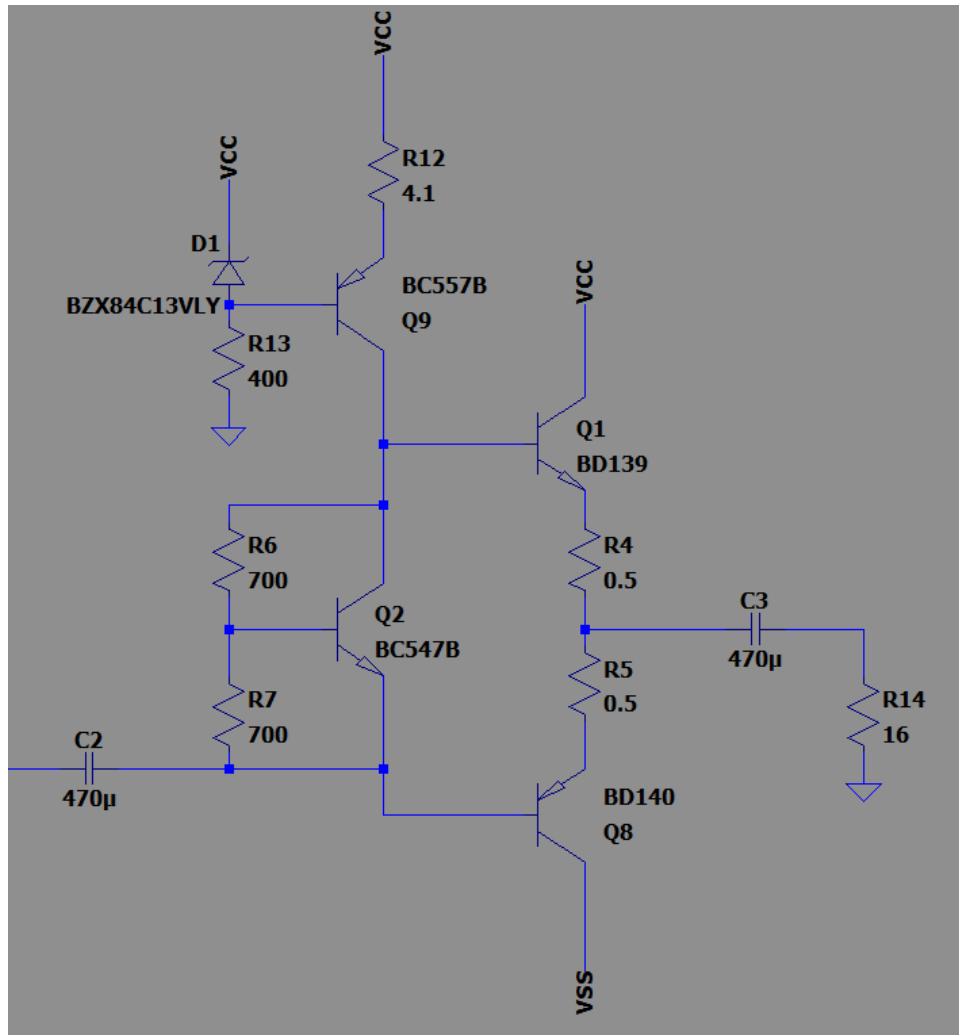 VCC
R12
4.1
VCC
D1
BZX84C13VLY
BC557B
Q9
R13
400
VCC
Q1
BD139
R6
700
R4
0.5
Q2
BC547B
C3
470µ
R7
700
R5
0.5
R14
16
C2
470µ
BD140
Q8
VSS